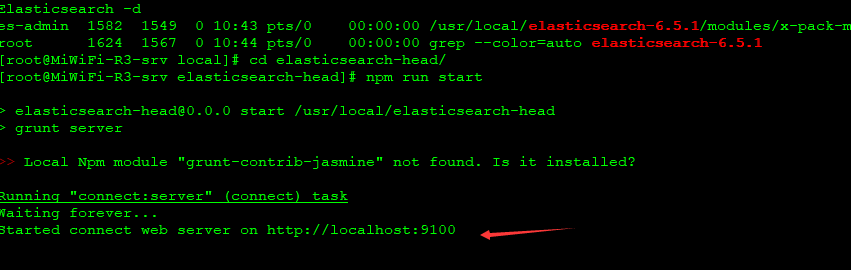 Elasticsearch -d
es-admin  1582  1549  0 10:43 pts/0    00:00:00 /usr/local/elasticsearch-6.5.1/modules/x-pack-m
root      1624  1567  0 10:44 pts/0    00:00:00 grep --color=auto elasticsearch-6.5.1
[root@MiWiFi-R3-srv local]# cd elasticsearch-head/
[root@MiWiFi-R3-srv elasticsearch-head]# npm run start
> elasticsearch-head@0.0.0 start /usr/local/elasticsearch-head
> grunt server
>> Local Npm module "grunt-contrib-jasmine" not found. Is it installed?
Running "connect:server" (connect) task
Waiting forever...
Started connect web server on http://localhost:9100